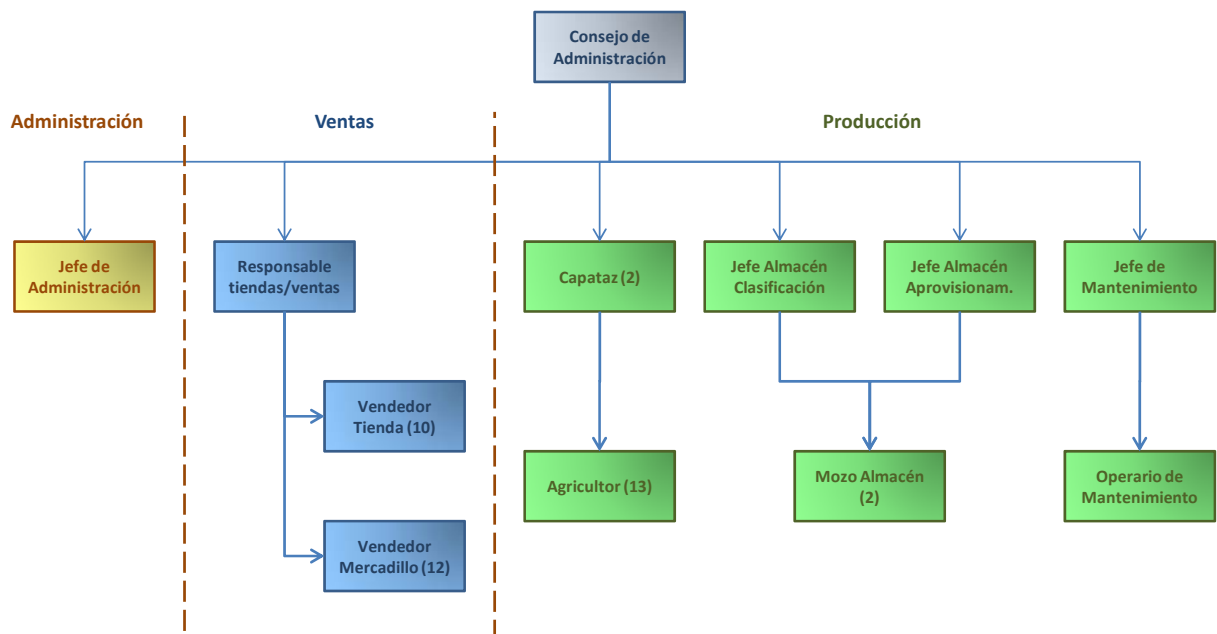 Consejo de
Administración
Administración
Ventas
Producción
Jefe de
Administración
Responsable
tiendas/ventas
Capataz (2)
Jefe Almacén
Clasificación
Jefe Almacén
Aprovisionam.
Jefe de
Mantenimiento
Vendedor
Tienda (10)
Agricultor (13)
Mozo Almacén
(2)
Operario de
Mantenimiento
Vendedor
Mercadillo (12)